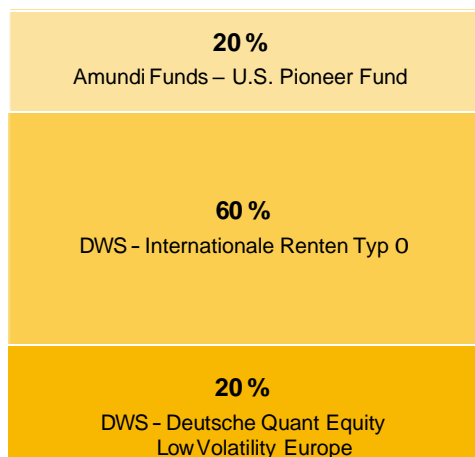 20 %
Amundi Funds – U.S. Pioneer Fund
60 %
DWS – Internationale Renten Typ O
20 %
DWS – Deutsche Quant Equity
Low Volatility Europe